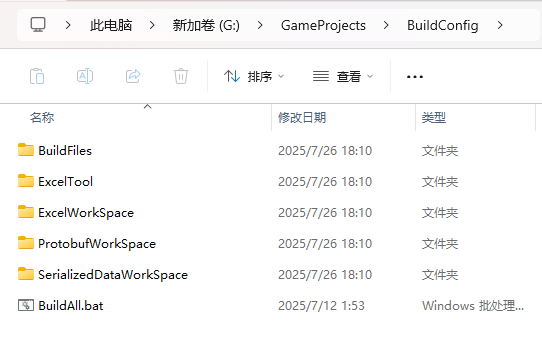 此电脑 新加卷 (G:) GameProjects BuildConfig
排序 查看
名称 修改日期 类型
BuildFiles 2025/7/26 18:10 文件夹
ExcelTool 2025/7/26 18:10 文件夹
ExcelWorkSpace 2025/7/26 18:10 文件夹
ProtobufWorkSpace 2025/7/26 18:10 文件夹
SerializedDataWorkSpace 2025/7/26 18:10 文件夹
BuildAll.bat 2025/7/12 1:53 Windows 批处理...